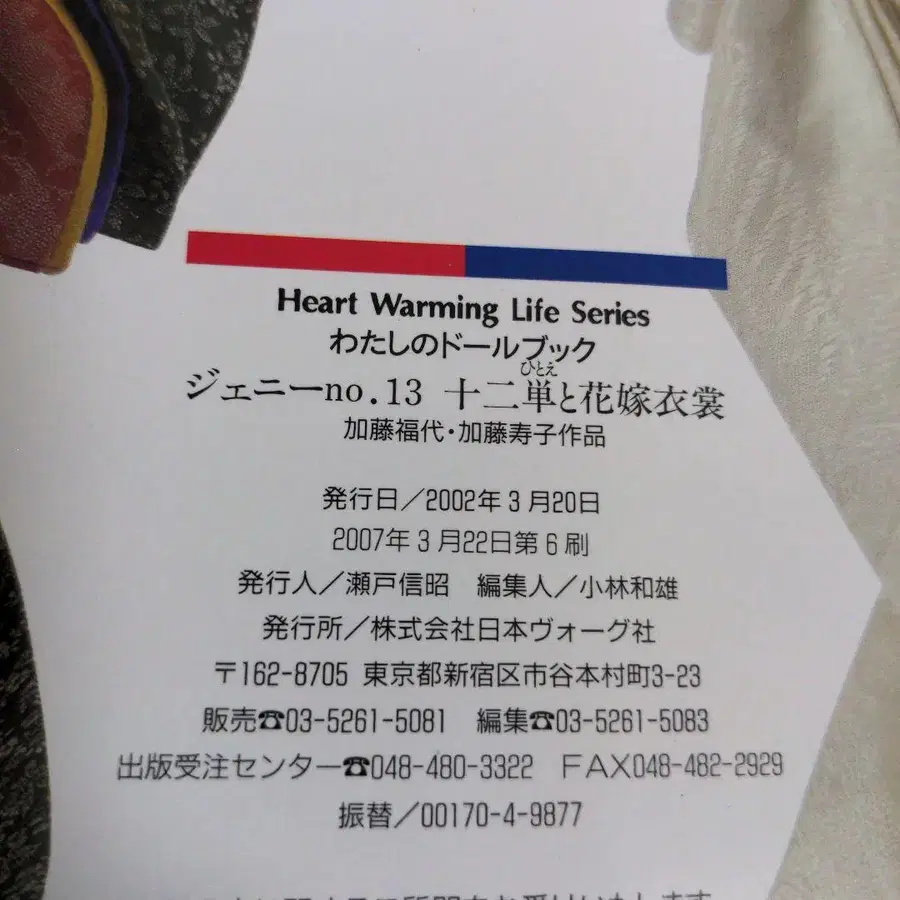 Heart Warming Life Series
わたしのドールブック
ひとえ
ジェニーno.13 十二単と花嫁衣裳
加藤福代・加藤寿子作品
発行日／2002年3月20日
2007年3月22日第6刷
発行人／瀬戸信昭　編集人／小林和雄
発行所／株式会社日本ヴォーグ社
〒162-8705 東京都新宿区市谷本村町3-23
販売☎03-5261-5081　編集☎03-5261-5083
出版受注センター☎048-480-3322　FAX048-482-2929
振替／00170-4-9877